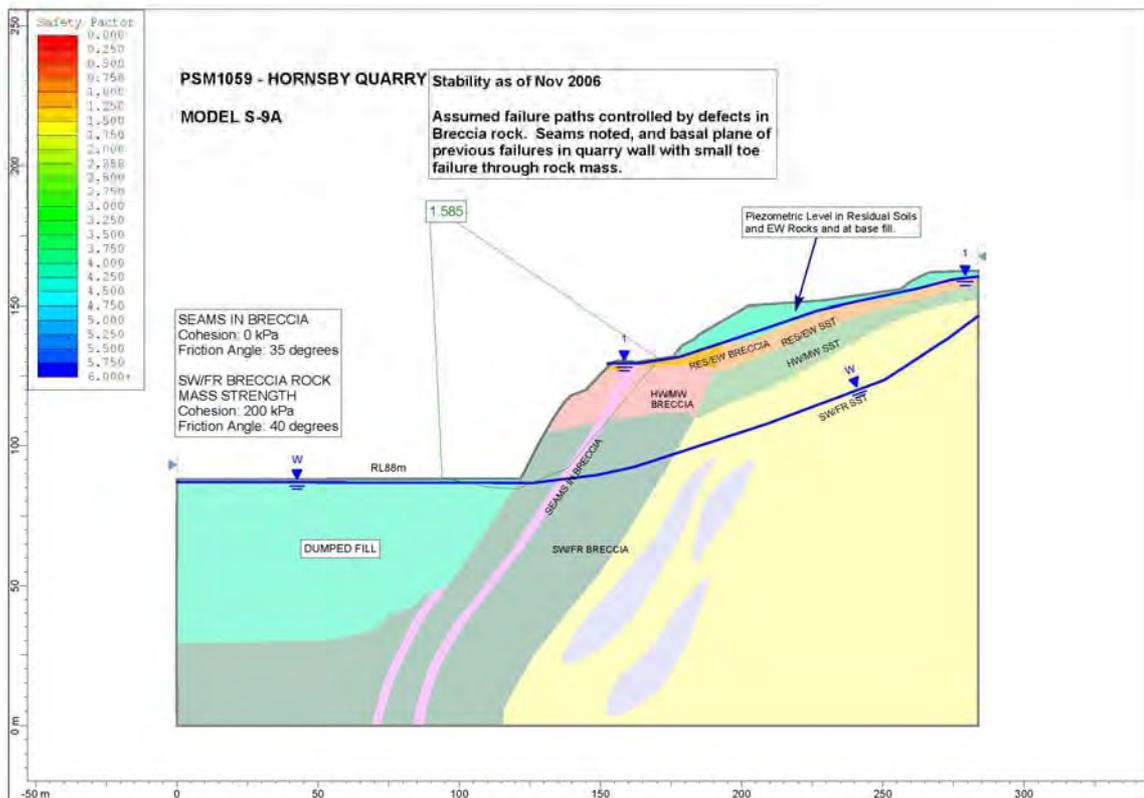 Safety Factor
0.000
0.250
0.500
0.750
1.000
1.250
1.500
1.750
2.000
2.250
2.500
2.750
3.000
3.250
3.500
3.750
4.000
4.250
4.500
4.750
5.000
5.250
5.500
5.750
6.000+
PSM1059 - HORNSBY QUARRY
MODEL S-9A
Stability as of Nov 2006
Assumed failure paths controlled by defects in
Breccia rock. Seams noted, and basal plane of
previous failures in quarry wall with small toe
failure through rock mass.
1.585
Piezometric Level in Residual Soils
and EW Rocks and at base fill.
SEAMS IN BRECCIA
Cohesion: 0 kPa
Friction Angle: 35 degrees
SW/FR BRECCIA ROCK
MASS STRENGTH
Cohesion: 200 kPa
Friction Angle: 40 degrees
1
1
RES/EW BRECCIA
RES/EW SST
HW/MW SST
HW/MW
BRECCIA
W
SW/FR SST
W
RL88m
SEAMS IN BRECCIA
SW/FR BRECCIA
DUMPED FILL
250
200
150
100
50
0 m
-50 m
0
50
100
150
200
250
300